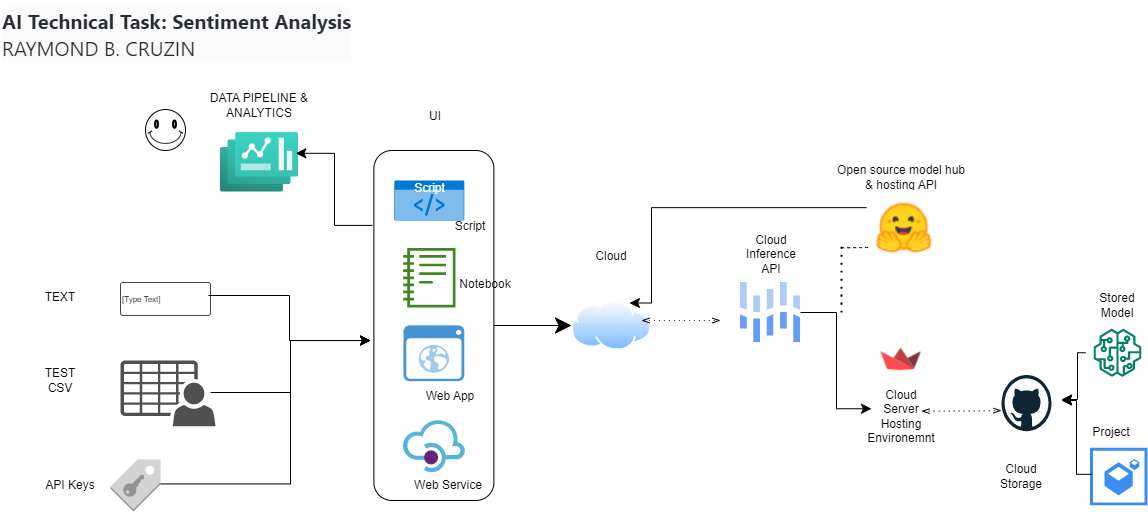 AI Technical Task: Sentiment Analysis
RAYMOND B. CRUZIN
DATA PIPELINE &
ANALYTICS
UI
Script
</>
Script
Notebook
Web App
Web Service
TEXT
[Type Text]
TEST
CSV
API Keys
Cloud
Cloud
Inference
API
Open source model hub
& hosting API
Cloud
Server
Hosting
Environemnt
Stored
Model
Project
Cloud
Storage